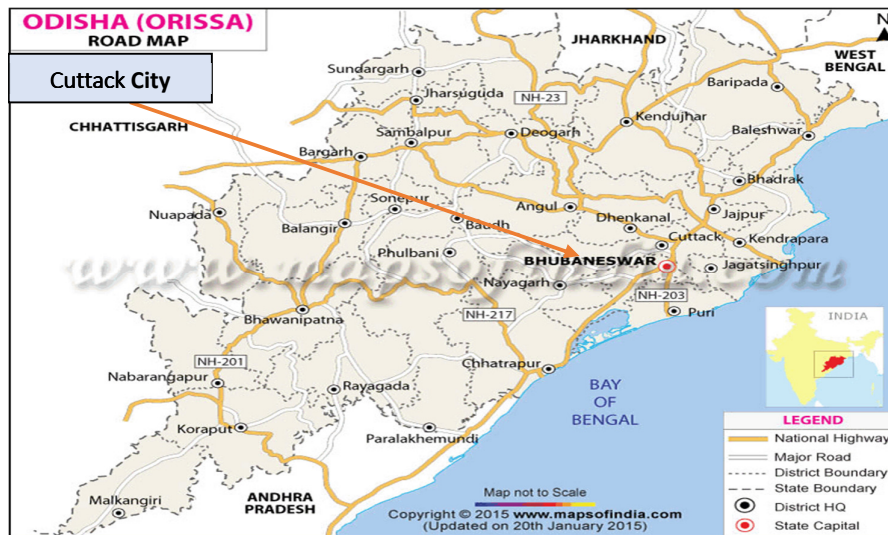 ODISHA (ORISSA)
ROAD MAP
Cuttack City
N
JHARKHAND
WEST
BENGAL
Sundargarh
Baripada
Jharsuguda
NH-23
CHHATTISGARH
Sambalpur
Deogarh
Kendujhar
Baleshwar
Bargarh
Bhadrak
Nuapada
Sonepur
Angul
Jajpur
Balangir
Baudh
Dhenkanal
Cuttack
Kendrapara
Phulbani
BHUBANESWAR
Jagatsinghpur
www.mapsofindia.com
Nayagarh
NH-203
Bhawanipatna
NH-217
Puri
INDIA
NH-201
Chhatrapur
Nabarangapur
Rayagada
BAY
OF
BENGAL
LEGEND
Koraput
Paralakhemundi
National Highway
Major Road
District Boundary
State Boundary
District HQ
State Capital
Malkangiri
ANDHRA
PRADESH
Map not to Scale
Copyright © 2015 www.mapsofindia.com
(Updated on 20th January 2015)